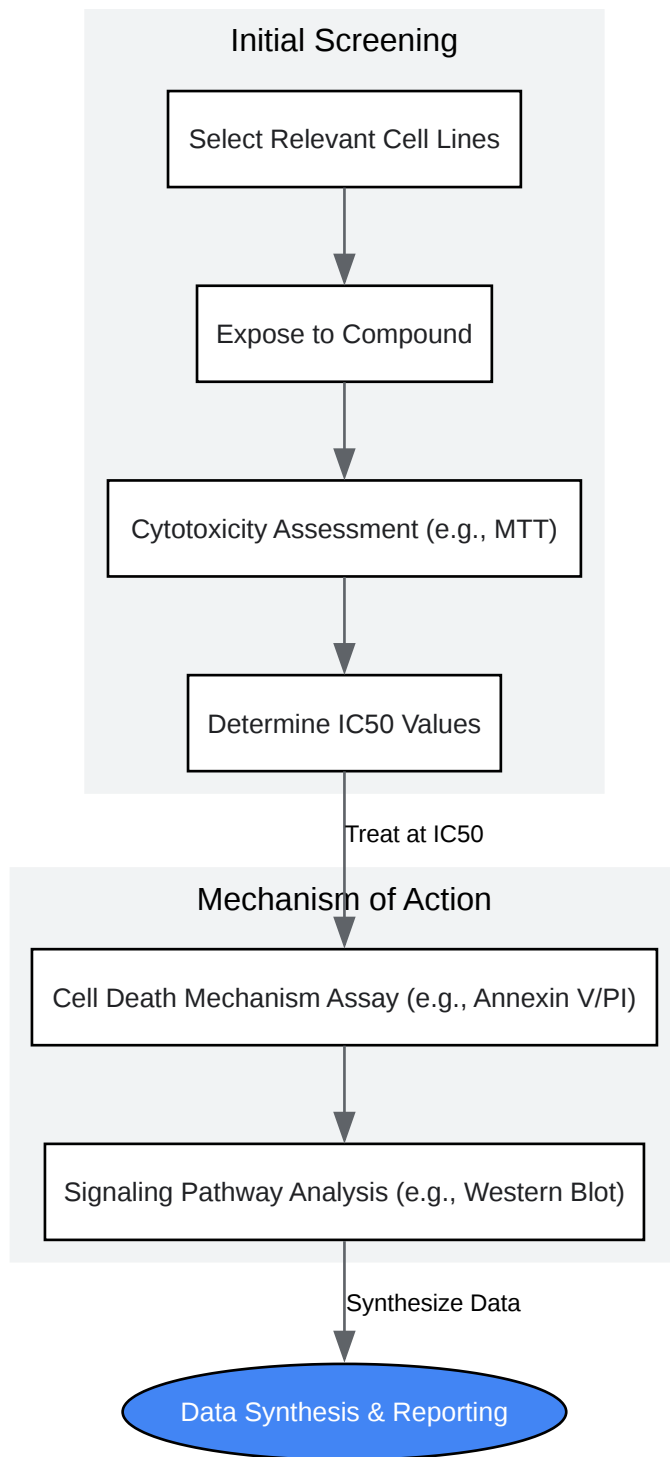 Initial Screening
Select Relevant Cell Lines
Expose to Compound
Cytotoxicity Assessment (e.g., MTT)
Determine IC50 Values
Treat at IC50
Mechanism of Action
Cell Death Mechanism Assay (e.g., Annexin V/PI)
Signaling Pathway Analysis (e.g., Western Blot)
Synthesize Data
Data Synthesis & Reporting